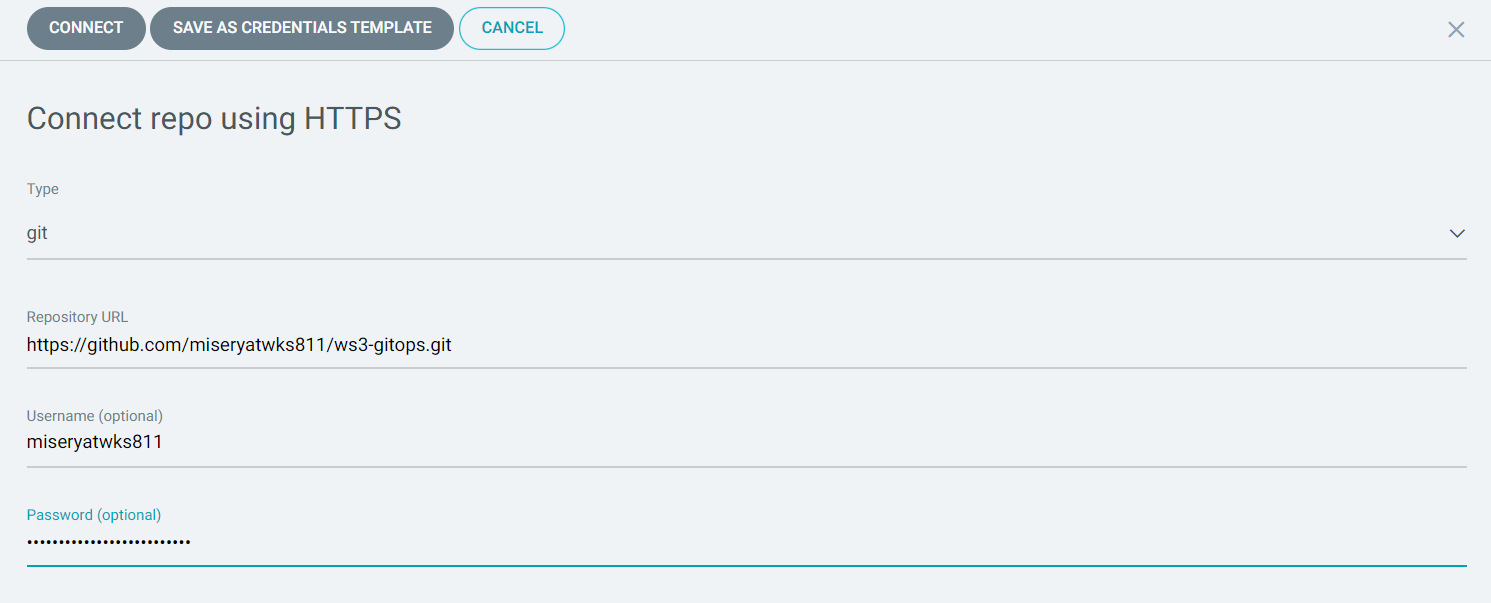 CONNECT SAVE AS CREDENTIALS TEMPLATE CANCEL
Connect repo using HTTPS
Type
git
Repository URL
https://github.com/miseryatwks811/ws3-gitops.git
Username (optional)
miseryatwks811
Password (optional)
••••••••••••••••••••••••••